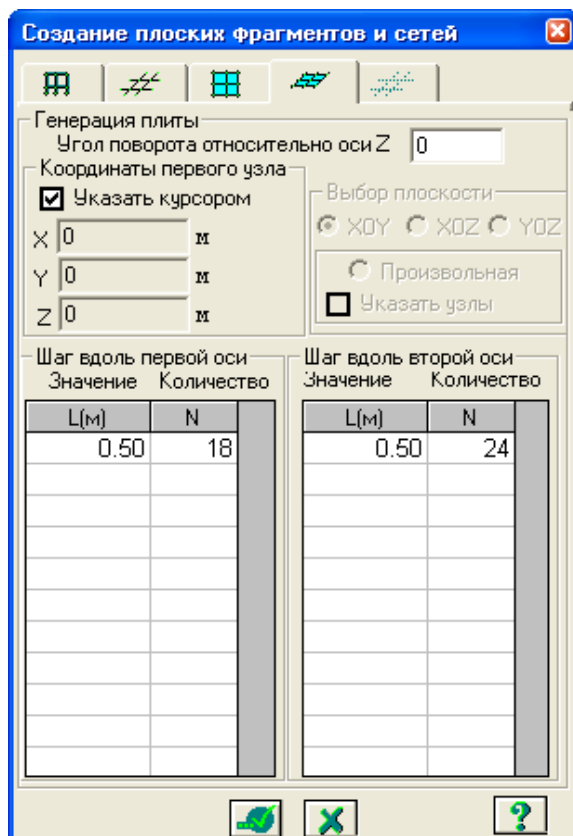 Создание плоских фрагментов и сетей
Генерация плиты
Угол поворота относительно оси Z 0
Координаты первого узла
Указать курсором
X 0 м
Y 0 м
Z 0 м
Выбор плоскости
XOY XOZ YOZ
Произвольная
Указать узлы
Шаг вдоль первой оси
Значение Количество
L(м) N
0.50 18
Шаг вдоль второй оси
Значение Количество
L(м) N
0.50 24
?